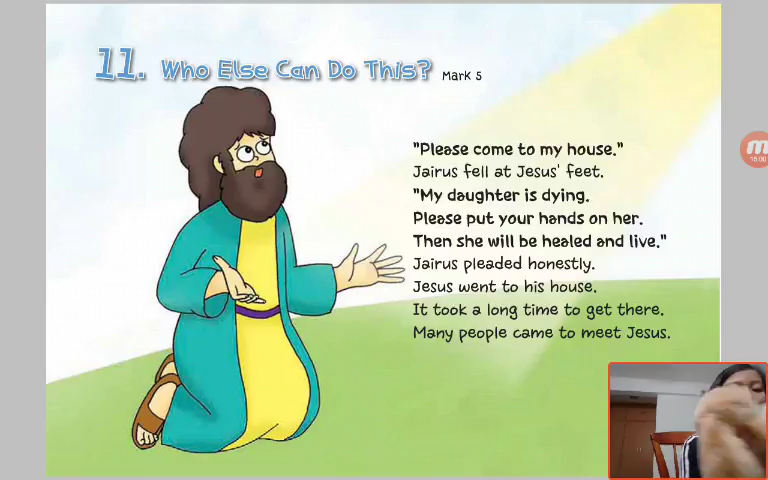 11. Who Else Can Do This? Mark 5
"Please come to my house."
Jairus fell at Jesus' feet.
"My daughter is dying.
Please put your hands on her.
Then she will be healed and live."
Jairus pleaded honestly.
Jesus went to his house.
It took a long time to get there.
Many people came to meet Jesus.